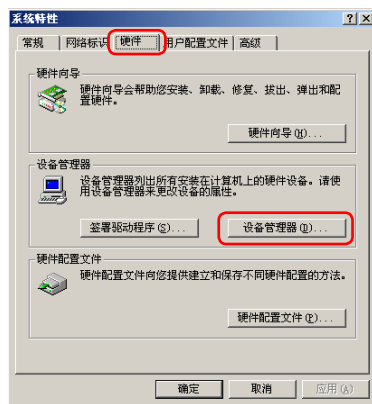 系统特性
常规 网络标识 硬件 用户配置文件 高级
硬件向导
硬件向导会帮助您安装、卸载、修复、拔出、弹出和配
置硬件。
硬件向导(H)...
设备管理器
设备管理器列出所有安装在计算机上的硬件设备。请使
用设备管理器来更改设备的属性。
签署驱动程序(S)...
设备管理器(D)...
硬件配置文件
硬件配置文件向您提供建立和保存不同硬件配置的方法。
硬件配置文件(P)...
确定 取消 应用(A)